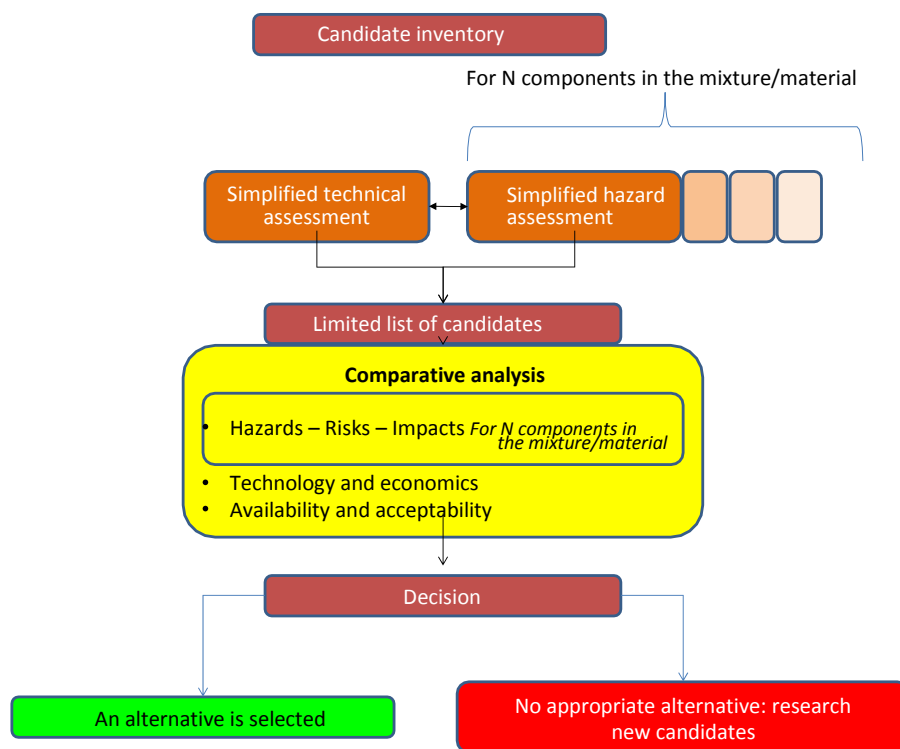 Candidate inventory
For N components in the mixture/material
Simplified technical
assessment
Simplified hazard
assessment
Limited list of candidates
Comparative analysis
• Hazards – Risks – Impacts For N components in
the mixture/material
• Technology and economics
• Availability and acceptability
Decision
An alternative is selected
No appropriate alternative: research
new candidates